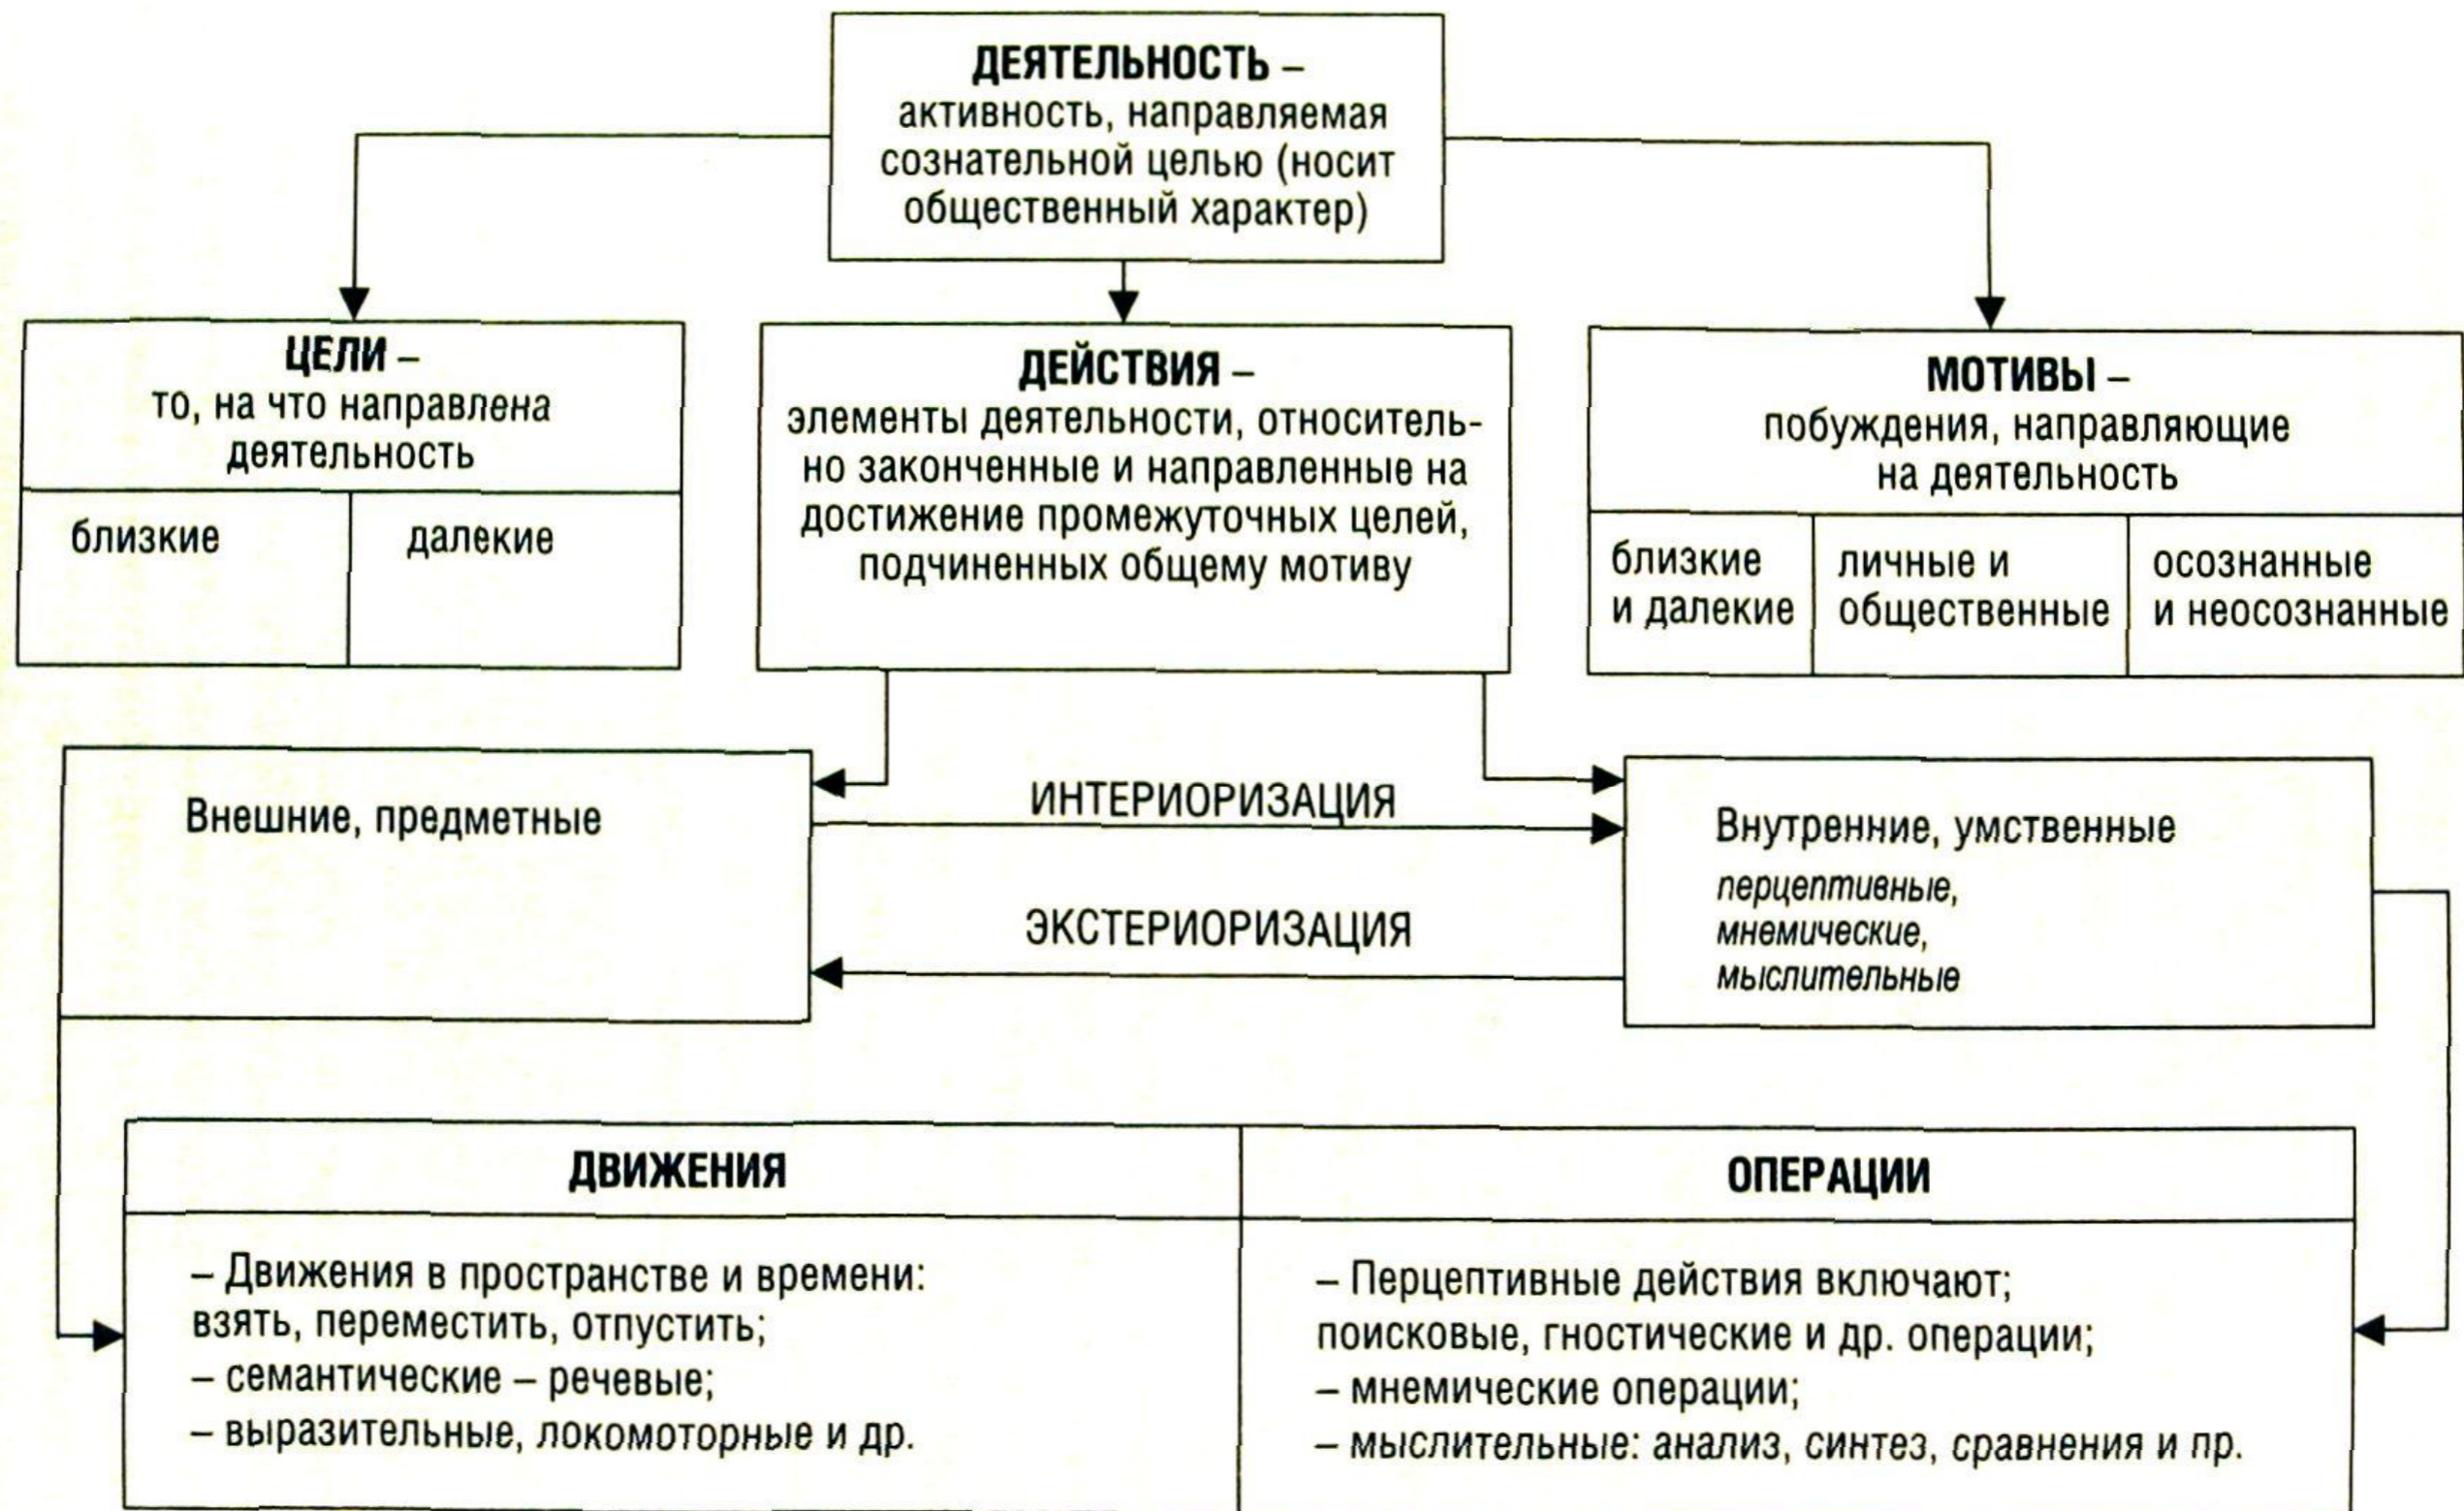 ДЕЯТЕЛЬНОСТЬ –
активность, направляемая
сознательной целью (носит
общественный характер)
ЦЕЛИ –
то, на что направлена
деятельность
близкие
далекие
ДЕЙСТВИЯ –
элементы деятельности, относитель-
но законченные и направленные на
достижение промежуточных целей,
подчиненных общему мотиву
МОТИВЫ –
побуждения, направляющие
на деятельность
близкие
и далекие
личные и
общественные
осознанные
и неосознанные
Внешние, предметные
ИНТЕРИОРИЗАЦИЯ
ЭКСТЕРИОРИЗАЦИЯ
Внутренние, умственные
перцептивные,
мнемические,
мыслительные
ДВИЖЕНИЯ
– Движения в пространстве и времени:
взять, переместить, отпустить;
– семантические – речевые;
– выразительные, локомоторные и др.
ОПЕРАЦИИ
– Перцептивные действия включают;
поисковые, гностические и др. операции;
– мнемические операции;
– мыслительные: анализ, синтез, сравнения и пр.